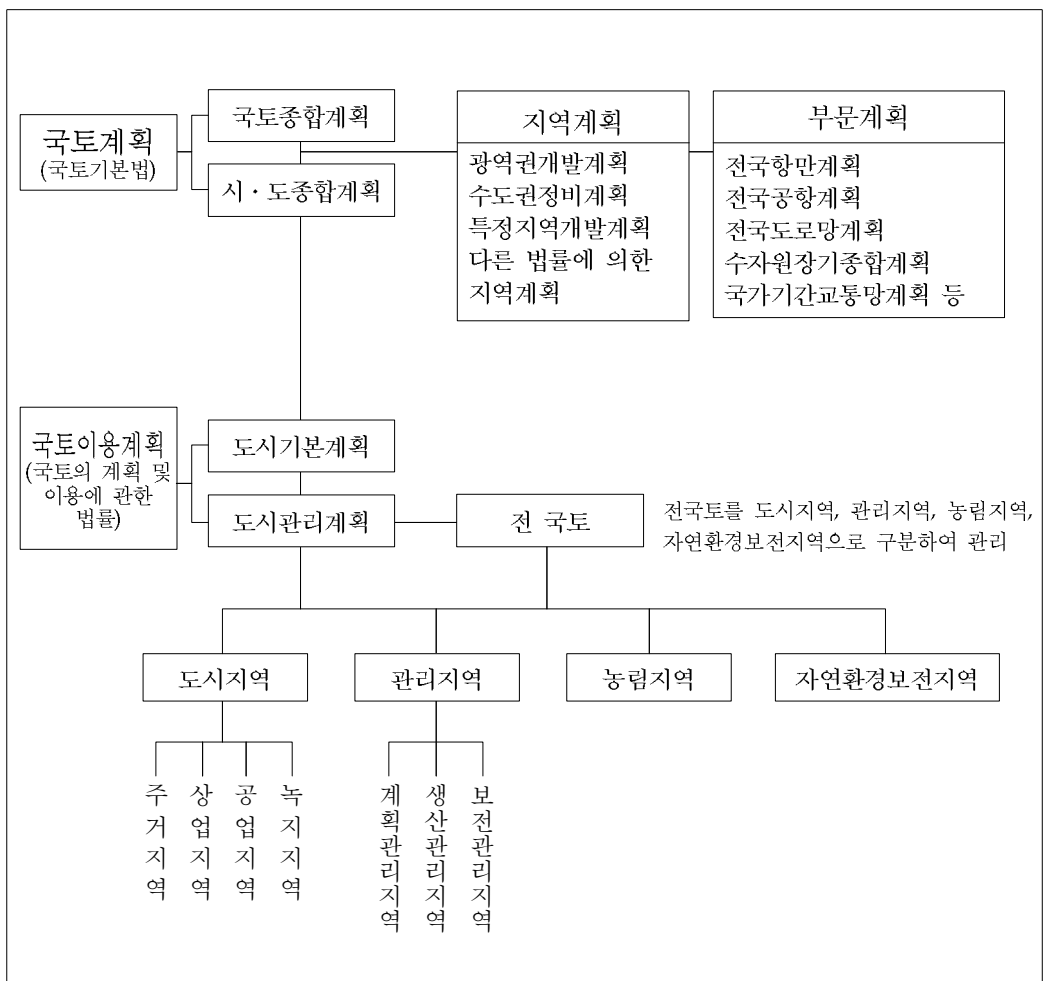 국토계획
(국토기본법)
국토종합계획
시·도종합계획
지역계획
광역권개발계획
수도권정비계획
특정지역개발계획
다른 법률에 의한
지역계획
부문계획
전국항만계획
전국공항계획
전국도로망계획
수자원장기종합계획
국가기간교통망계획 등
국토이용계획
(국토의 계획 및
이용에 관한
법률)
도시기본계획
도시관리계획
전 국토
전국토를 도시지역, 관리지역, 농림지역,
자연환경보전지역으로 구분하여 관리
도시지역
관리지역
농림지역
자연환경보전지역
주거지역
상업지역
공업지역
녹지지역
계획관리지역
생산관리지역
보전관리지역